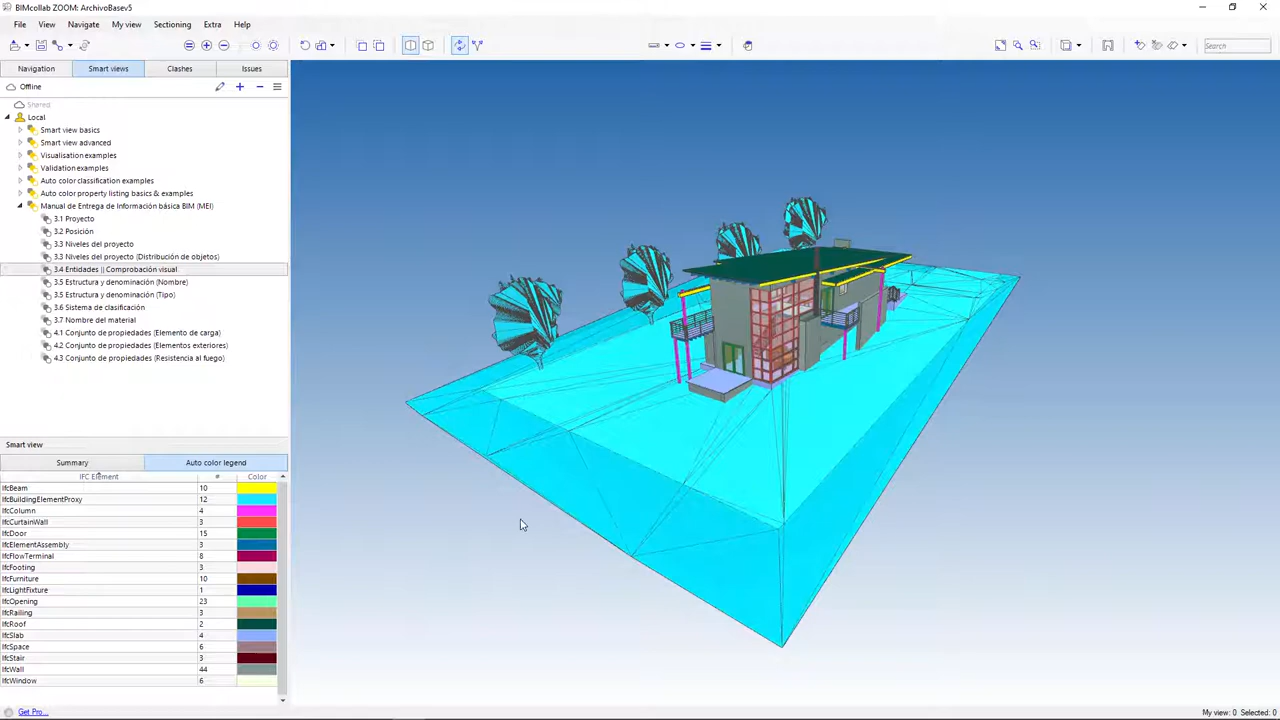 BIMcollab ZOOM: ArchivoBasev5
File View Navigate My view Sectioning Extra Help
Search
Navigation Smart views Clashes Issues
Offline
Shared
Local
Smart view basics
Smart view advanced
Visualisation examples
Validation examples
Auto color classification examples
Auto color property listing basics & examples
Manual de Entrega de Información básica BIM (MEI)
3.1 Proyecto
3.2 Posición
3.3 Niveles del proyecto
3.3 Niveles del proyecto (Distribución de objetos)
3.4 Entidades || Comprobación visual
3.5 Estructura y denominación (Nombre)
3.5 Estructura y denominación (Tipo)
3.6 Sistema de clasificación
3.7 Nombre del material
4.1 Conjunto de propiedades (Elemento de carga)
4.2 Conjunto de propiedades (Elementos exteriores)
4.3 Conjunto de propiedades (Resistencia al fuego)
Smart view
Summary Auto color legend
IFC Element # Color
IfcBeam 10
IfcBuildingElementProxy 12
IfcColumn 4
IfcCurtainWall 3
IfcDoor 15
IfcElementAssembly 3
IfcFlowTerminal 8
IfcFooting 3
IfcFurniture 10
IfcLightFixture 1
IfcOpening 23
IfcRailing 3
IfcRoof 2
IfcSlab 4
IfcSpace 6
IfcStair 3
IfcWall 44
IfcWindow 6
Get Pro... My view: 0 Selected: 0